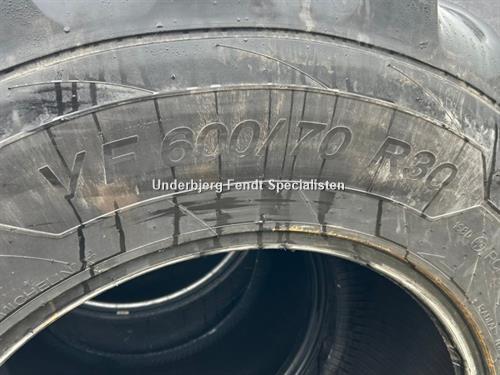 VF 600/70 R30
Underbjerg Fendt Specialisten